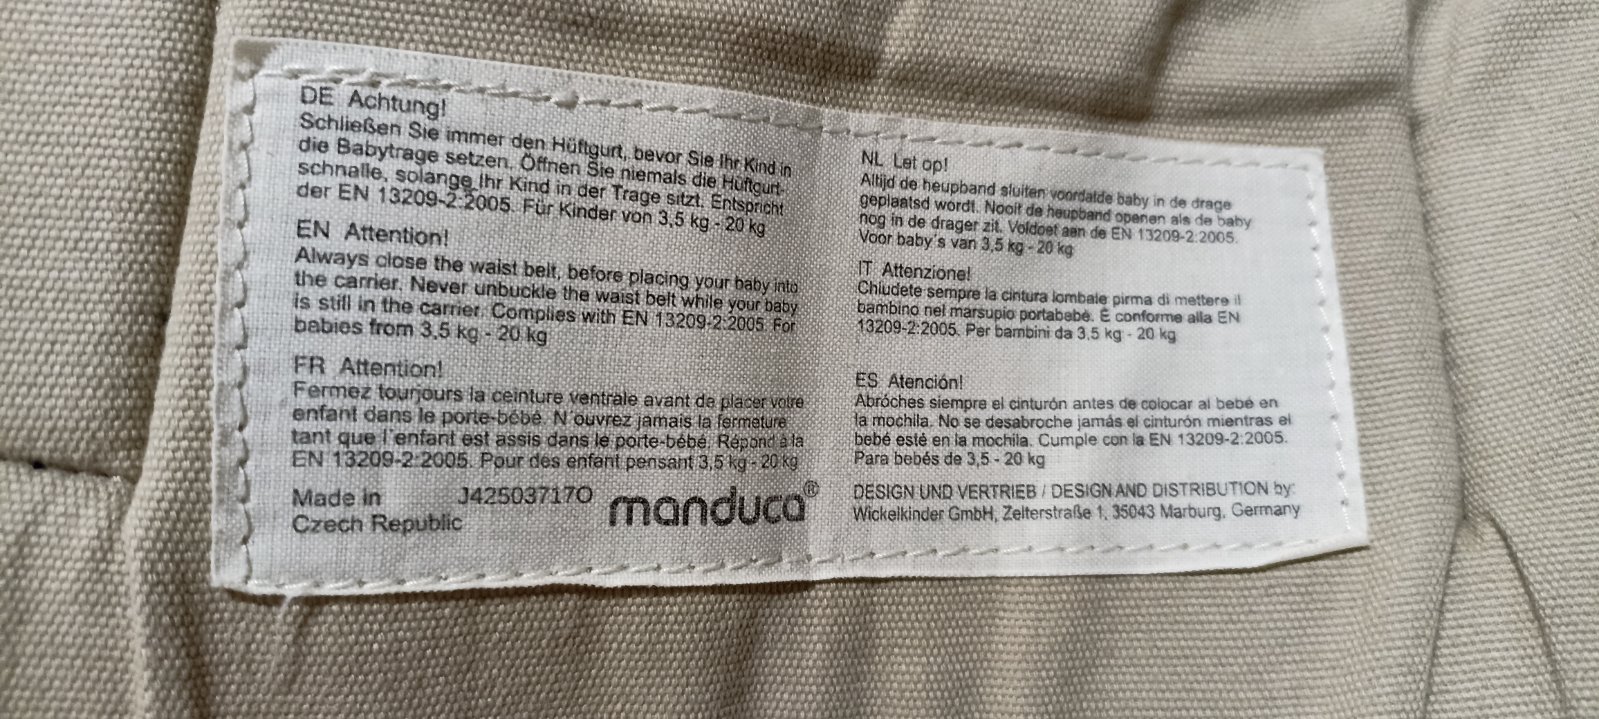 DE Achtung!
Schließen Sie immer den Hüftgurt, bevor Sie Ihr Kind in
die Babytrage setzen. Öffnen Sie niemals die Hüftgurt-
schnalle, solange Ihr Kind in der Trage sitzt. Entspricht
der EN 13209-2:2005. Für Kinder von 3,5 kg - 20 kg
EN Attention!
Always close the waist belt, before placing your baby into
the carrier. Never unbuckle the waist belt while your baby
is still in the carrier. Complies with EN 13209-2:2005. For
babies from 3,5 kg - 20 kg
FR Attention!
Fermez tourjours la ceinture ventrale avant de placer votre
enfant dans le porte-bébé. N'ouvrez jamais la fermeture
tant que l'enfant est assis dans le porte-bébé. Répond à la
EN 13209-2:2005. Pour des enfant pensant 3,5 kg - 20 kg
Made in
Czech Republic
J42503717O
manduca®
NL Let op!
Altijd de heupband sluiten voordatde baby in de drage
geplaatsd wordt. Nooit de heupband openen als de baby
nog in de drager zit. Voldoet aan de EN 13209-2:2005.
Voor baby's van 3,5 kg - 20 kg
IT Attenzione!
Chiudete sempre la cintura lombale pirma di mettere il
bambino nel marsupio portabebé. È conforme alla EN
13209-2:2005. Per bambini da 3,5 kg - 20 kg
ES Atención!
Abróches siempre el cinturón antes de colocar al bebé en
la mochila. No se desabroche jamás el cinturón mientras el
bebé esté en la mochila. Cumple con la EN 13209-2:2005.
Para bebés de 3,5 - 20 kg
DESIGN UND VERTRIEB / DESIGN AND DISTRIBUTION by:
Wickelkinder GmbH, Zelterstraße 1, 35043 Marburg, Germany